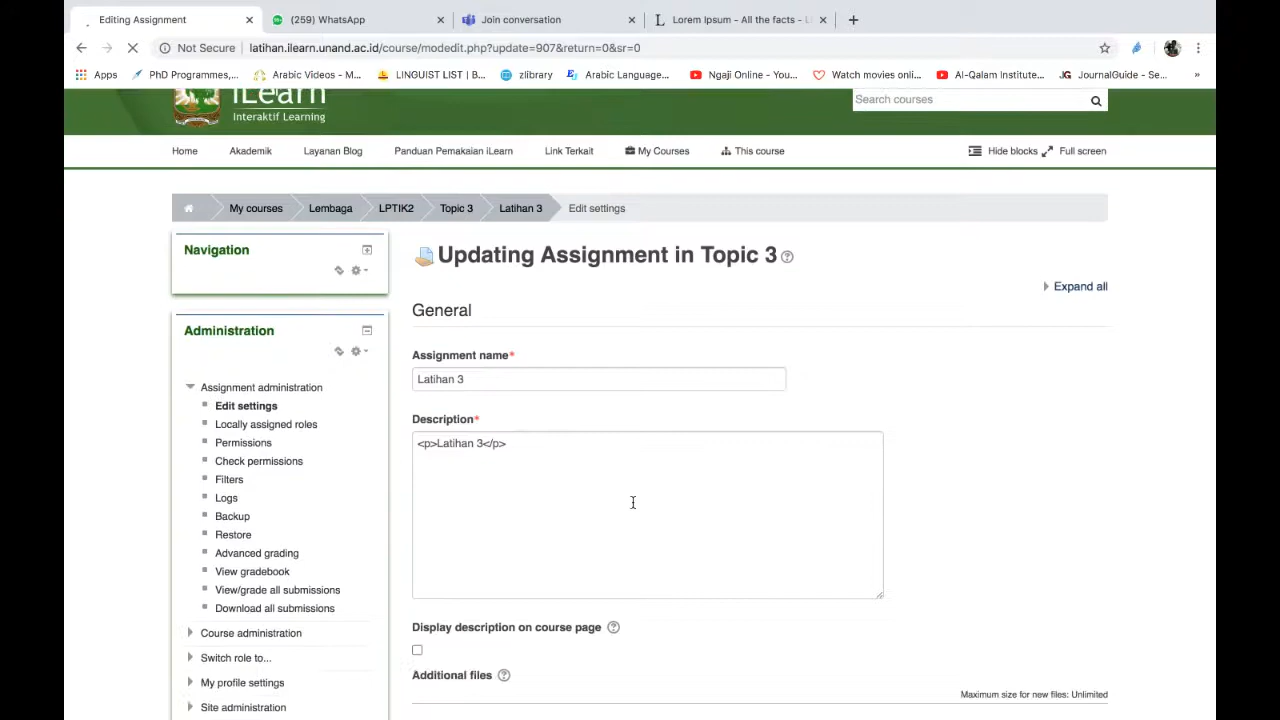 Editing Assignment
(259) WhatsApp
Join conversation
Lorem Ipsum - All the facts - L
Not Secure
latihan.ilearn.unand.ac.id/course/modedit.php?update=907&return=0&sr=0
Apps
PhD Programmes,...
Arabic Videos - M...
LINGUIST LIST | B...
zlibrary
Arabic Language...
Ngaji Online - You...
Watch movies onli...
Al-Qalam Institute...
JournalGuide - Se...
»
iLearn
Interaktif Learning
Search courses
Home
Akademik
Layanan Blog
Panduan Pemakaian iLearn
Link Terkait
My Courses
This course
Hide blocks
Full screen
My courses
Lembaga
LPTIK2
Topic 3
Latihan 3
Edit settings
Navigation
Administration
Assignment administration
Edit settings
Locally assigned roles
Permissions
Check permissions
Filters
Logs
Backup
Restore
Advanced grading
View gradebook
View/grade all submissions
Download all submissions
Course administration
Switch role to...
My profile settings
Site administration
Updating Assignment in Topic 3
Expand all
General
Assignment name*
Latihan 3
Description*
<p>Latihan 3</p>
Display description on course page
Additional files
Maximum size for new files: Unlimited